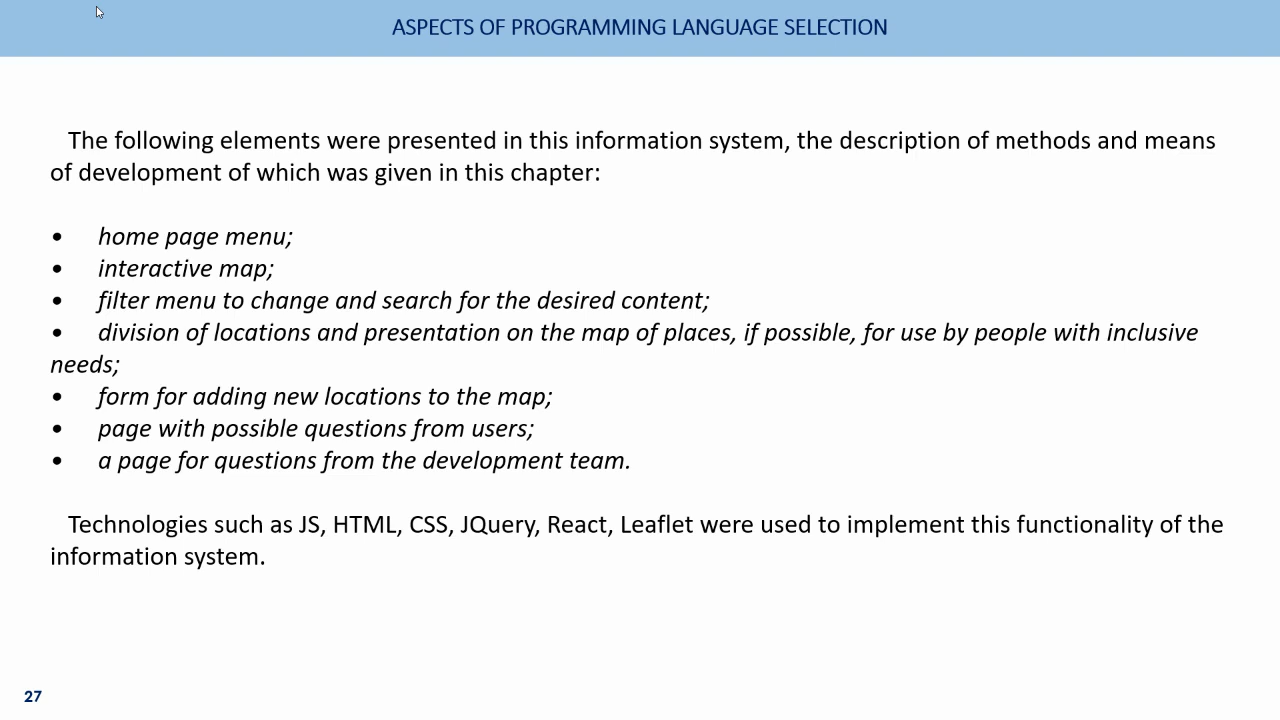 ASPECTS OF PROGRAMMING LANGUAGE SELECTION
The following elements were presented in this information system, the description of methods and means
of development of which was given in this chapter:
• home page menu;
• interactive map;
• filter menu to change and search for the desired content;
• division of locations and presentation on the map of places, if possible, for use by people with inclusive
needs;
• form for adding new locations to the map;
• page with possible questions from users;
• a page for questions from the development team.
Technologies such as JS, HTML, CSS, JQuery, React, Leaflet were used to implement this functionality of the
information system.
27